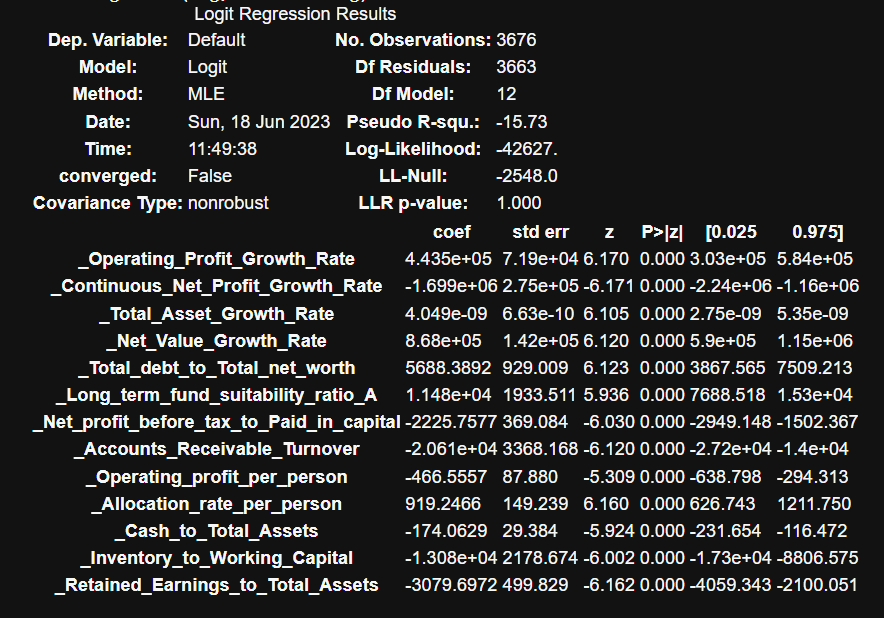 Logit Regression Results
Dep. Variable: Default No. Observations: 3676
Model: Logit Df Residuals: 3663
Method: MLE Df Model: 12
Date: Sun, 18 Jun 2023 Pseudo R-squ.: -15.73
Time: 11:49:38 Log-Likelihood: -42627.
converged: False LL-Null: -2548.0
Covariance Type: nonrobust LLR p-value: 1.000
coef std err z P>|z| [0.025 0.975]
_Operating_Profit_Growth_Rate 4.435e+05 7.19e+04 6.170 0.000 3.03e+05 5.84e+05
_Continuous_Net_Profit_Growth_Rate -1.699e+06 2.75e+05 -6.171 0.000 -2.24e+06 -1.16e+06
_Total_Asset_Growth_Rate 4.049e-09 6.63e-10 6.105 0.000 2.75e-09 5.35e-09
_Net_Value_Growth_Rate 8.68e+05 1.42e+05 6.120 0.000 5.9e+05 1.15e+06
_Total_debt_to_Total_net_worth 5688.3892 929.009 6.123 0.000 3867.565 7509.213
_Long_term_fund_suitability_ratio_A 1.148e+04 1933.511 5.936 0.000 7688.518 1.53e+04
_Net_profit_before_tax_to_Paid_in_capital -2225.7577 369.084 -6.030 0.000 -2949.148 -1502.367
_Accounts_Receivable_Turnover -2.061e+04 3368.168 -6.120 0.000 -2.72e+04 -1.4e+04
_Operating_profit_per_person -466.5557 87.880 -5.309 0.000 -638.798 -294.313
_Allocation_rate_per_person 919.2466 149.239 6.160 0.000 626.743 1211.750
_Cash_to_Total_Assets -174.0629 29.384 -5.924 0.000 -231.654 -116.472
_Inventory_to_Working_Capital -1.308e+04 2178.674 -6.002 0.000 -1.73e+04 -8806.575
_Retained_Earnings_to_Total_Assets -3079.6972 499.829 -6.162 0.000 -4059.343 -2100.051